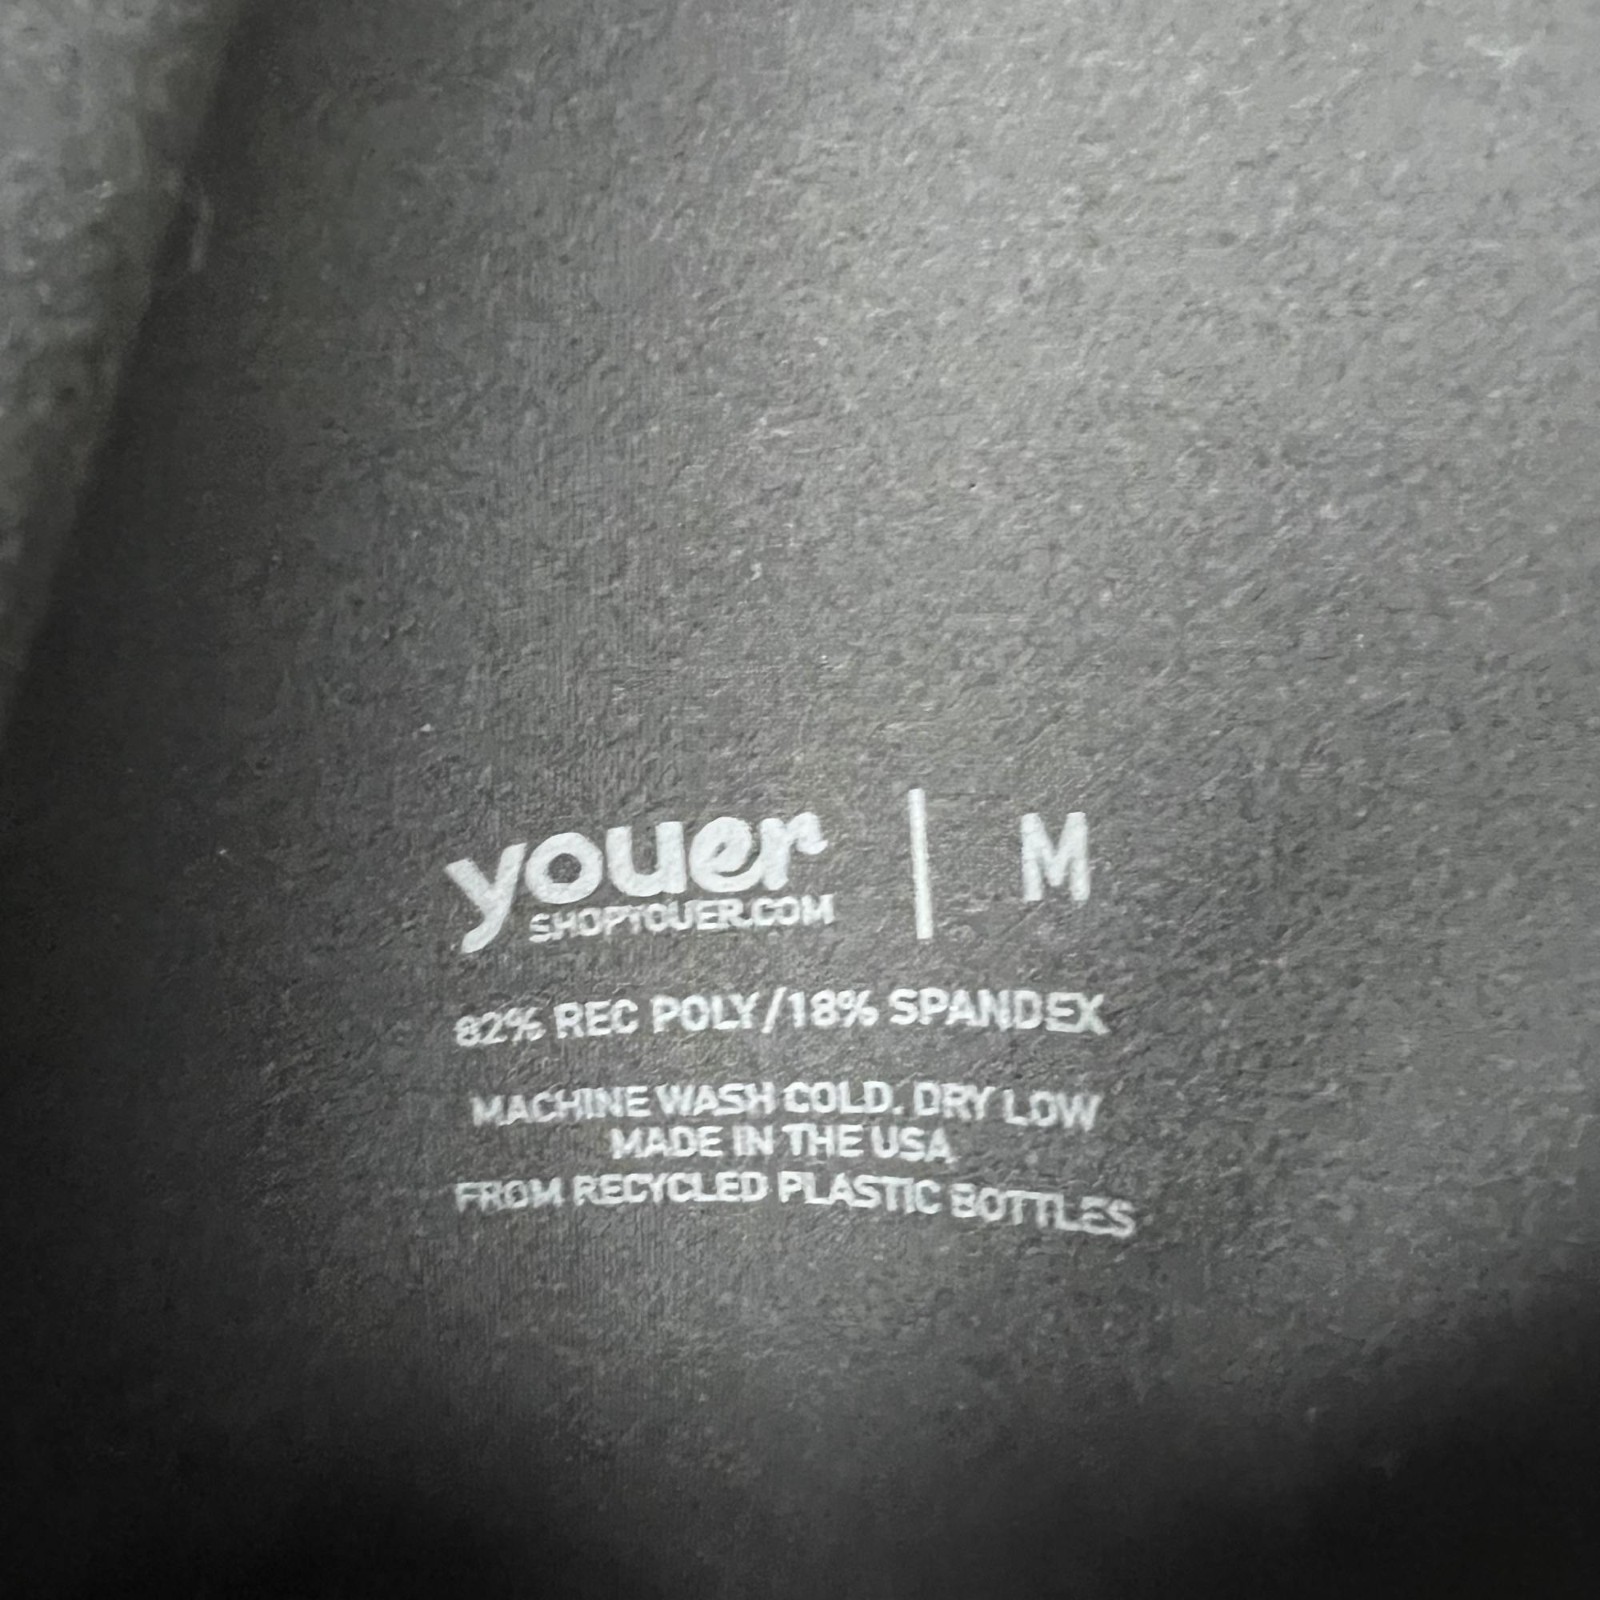 youer | M
SHOPYOUER.COM
82% REC POLY/18% SPANDEX
MACHINE WASH COLD. DRY LOW
MADE IN THE USA
FROM RECYCLED PLASTIC BOTTLES